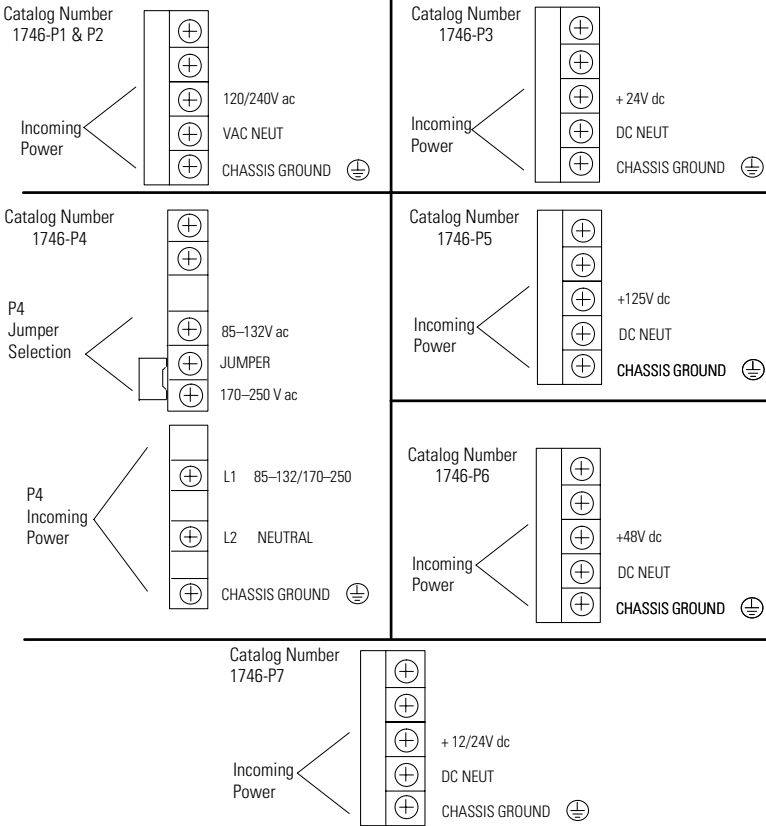 Catalog Number
1746-P1 & P2
Incoming
Power
120/240V ac
VAC NEUT
CHASSIS GROUND
Catalog Number
1746-P3
Incoming
Power
+ 24V dc
DC NEUT
CHASSIS GROUND
Catalog Number
1746-P4
P4
Jumper
Selection
85–132V ac
JUMPER
170–250 V ac
P4
Incoming
Power
L1 85–132/170–250
L2 NEUTRAL
CHASSIS GROUND
Catalog Number
1746-P5
Incoming
Power
+125V dc
DC NEUT
CHASSIS GROUND
Catalog Number
1746-P6
Incoming
Power
+48V dc
DC NEUT
CHASSIS GROUND
Catalog Number
1746-P7
Incoming
Power
+ 12/24V dc
DC NEUT
CHASSIS GROUND